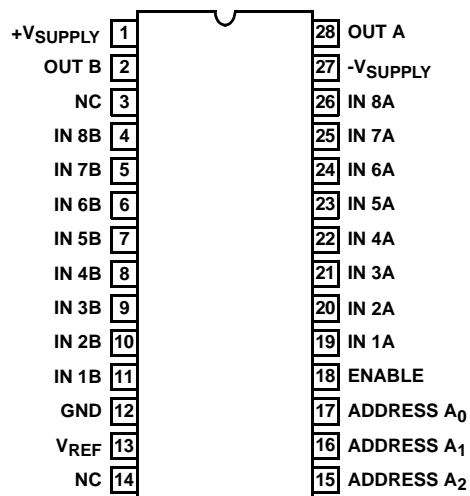 +VSUPPLY 1 28 OUT A
OUT B 2 27 -VSUPPLY
NC 3 26 IN 8A
IN 8B 4 25 IN 7A
IN 7B 5 24 IN 6A
IN 6B 6 23 IN 5A
IN 5B 7 22 IN 4A
IN 4B 8 21 IN 3A
IN 3B 9 20 IN 2A
IN 2B 10 19 IN 1A
IN 1B 11 18 ENABLE
GND 12 17 ADDRESS A0
VREF 13 16 ADDRESS A1
NC 14 15 ADDRESS A2